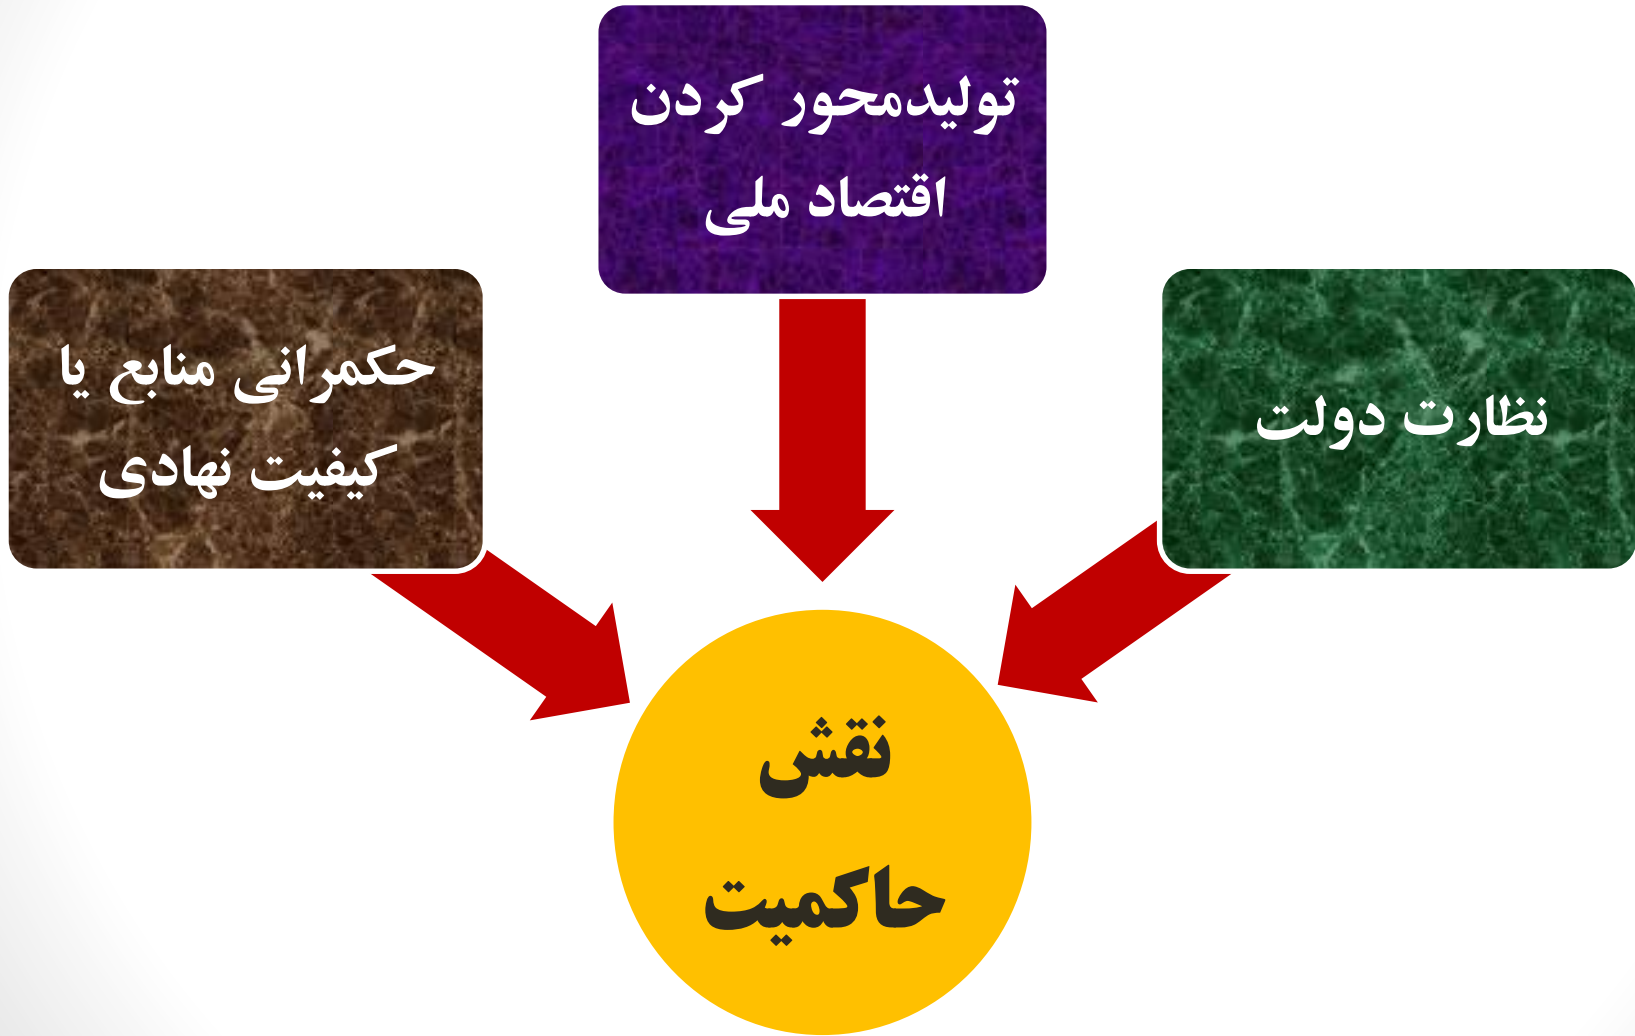 تولیدمحور کردن
اقتصاد ملی
نظارت دولت
حکمرانی منابع یا
کیفیت نهادی
نقش
حاکمیت